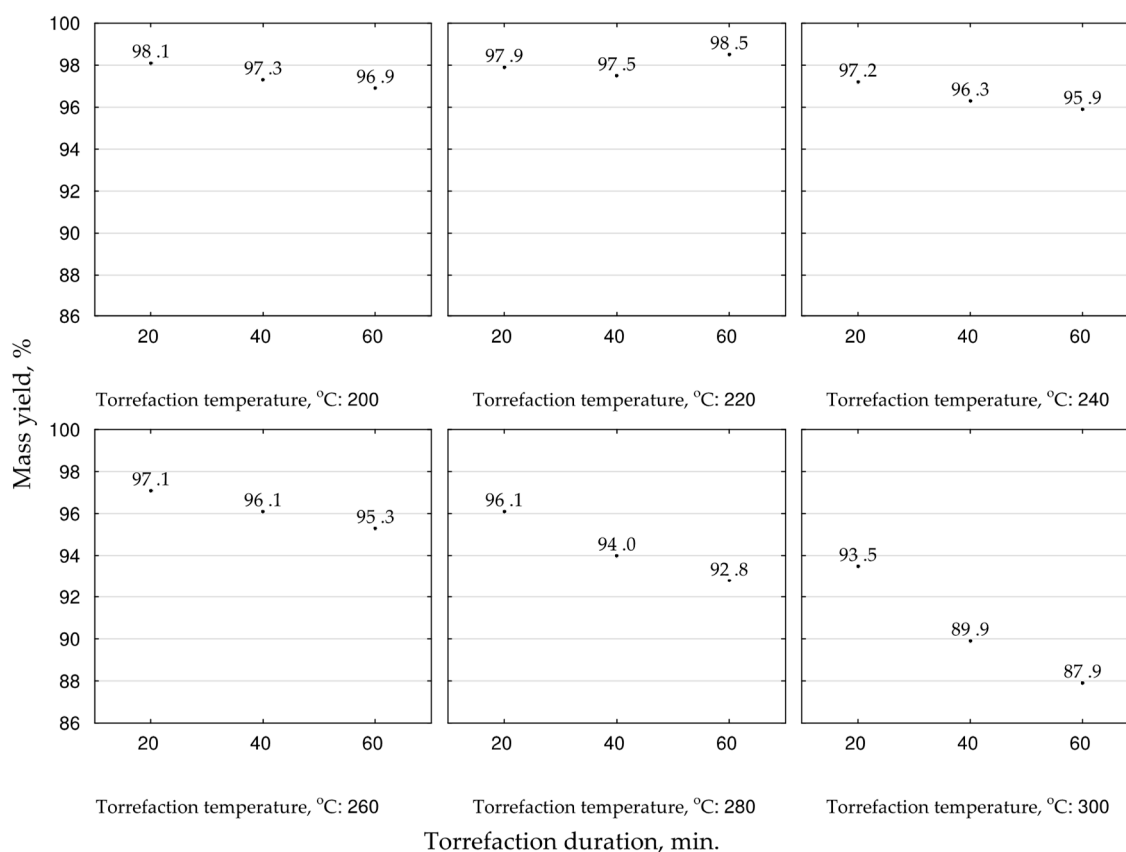 Mass yield, %
100
98
96
94
92
90
88
86
98 .1
97 .3
96 .9
20 40 60
Torrefaction temperature, °C: 200
97 .9
97 .5
98 .5
20 40 60
Torrefaction temperature, °C: 220
97 .2
96 .3
95 .9
20 40 60
Torrefaction temperature, °C: 240
100
98
96
94
92
90
88
86
97 .1
96 .1
95 .3
20 40 60
Torrefaction temperature, °C: 260
96 .1
94 .0
92 .8
20 40 60
Torrefaction temperature, °C: 280
93 .5
89 .9
87 .9
20 40 60
Torrefaction temperature, °C: 300
Torrefaction duration, min.